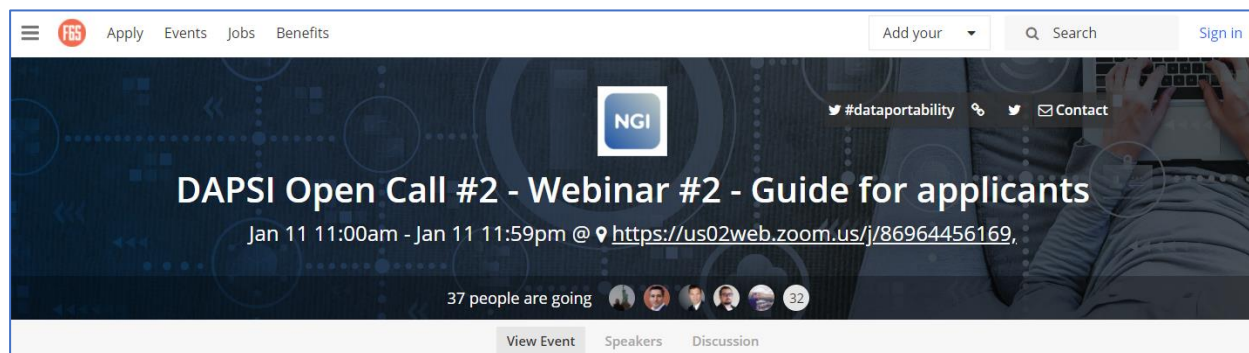 F6S Apply Events Jobs Benefits Add your Search Sign in
NGI
#dataportability Contact
DAPSI Open Call #2 - Webinar #2 - Guide for applicants
Jan 11 11:00am - Jan 11 11:59pm @ https://us02web.zoom.us/j/86964456169,
37 people are going 32
View Event Speakers Discussion